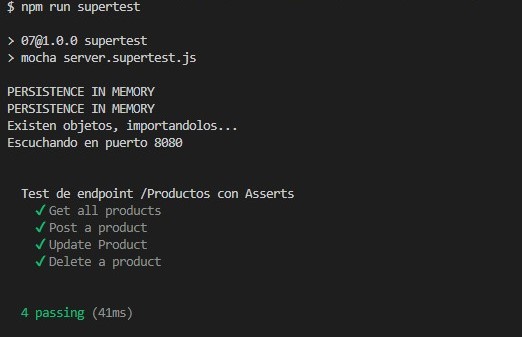 $ npm run supertest
> 07@1.0.0 supertest
> mocha server.supertest.js
PERSISTENCE IN MEMORY
PERSISTENCE IN MEMORY
Existen objetos, importandolos...
Escuchando en puerto 8080
Test de endpoint /Productos con Asserts
✓ Get all products
✓ Post a product
✓ Update Product
✓ Delete a product
4 passing (41ms)